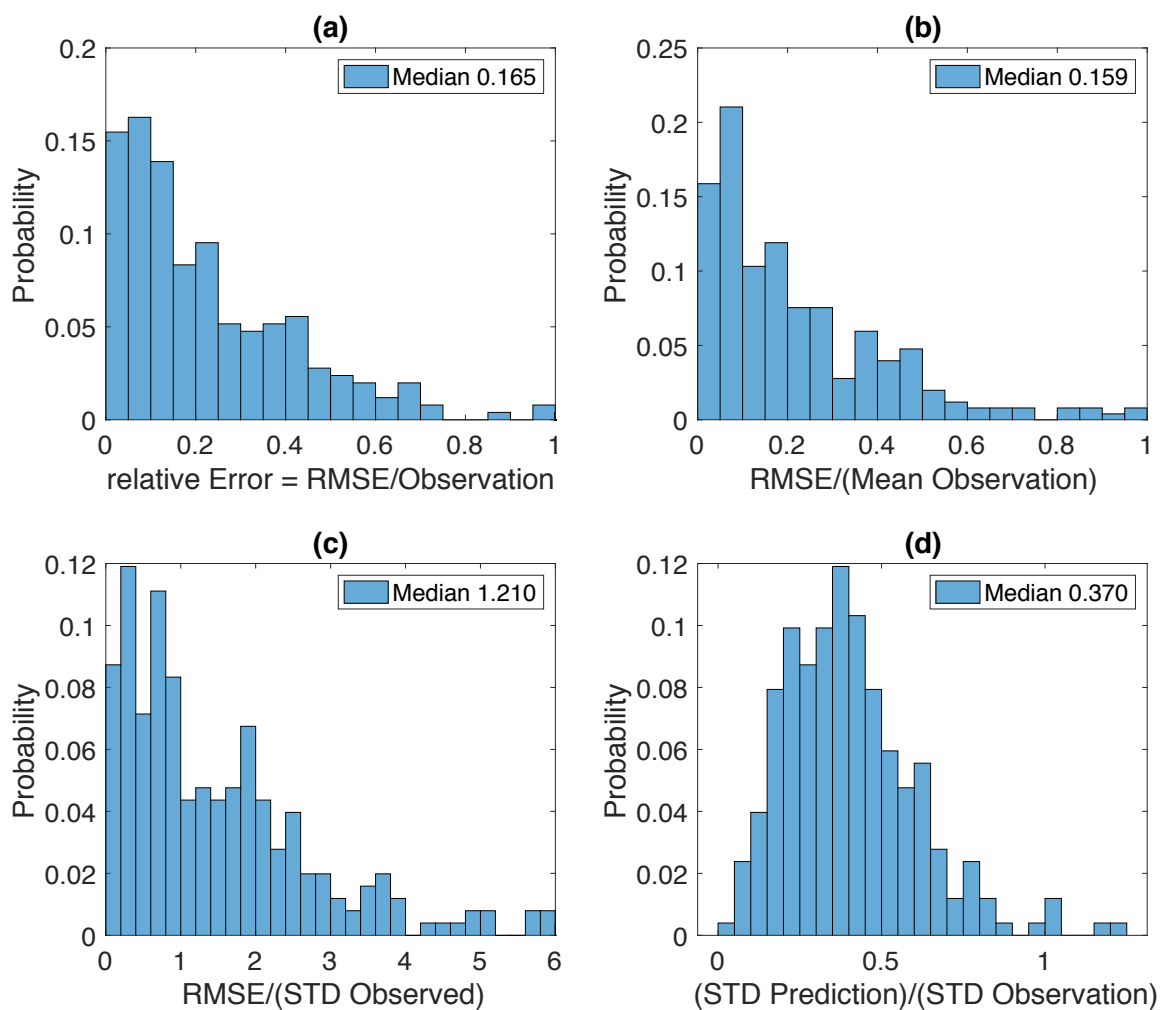 (a)
0.2
0.15
0.1
0.05
0
Probability
Median 0.165
0 0.2 0.4 0.6 0.8 1
relative Error = RMSE/Observation
(b)
0.25
0.2
0.15
0.1
0.05
0
Probability
Median 0.159
0 0.2 0.4 0.6 0.8 1
RMSE/(Mean Observation)
(c)
0.12
0.1
0.08
0.06
0.04
0.02
0
Probability
Median 1.210
0 1 2 3 4 5 6
RMSE/(STD Observed)
(d)
0.12
0.1
0.08
0.06
0.04
0.02
0
Probability
Median 0.370
0 0.5 1
(STD Prediction)/(STD Observation)